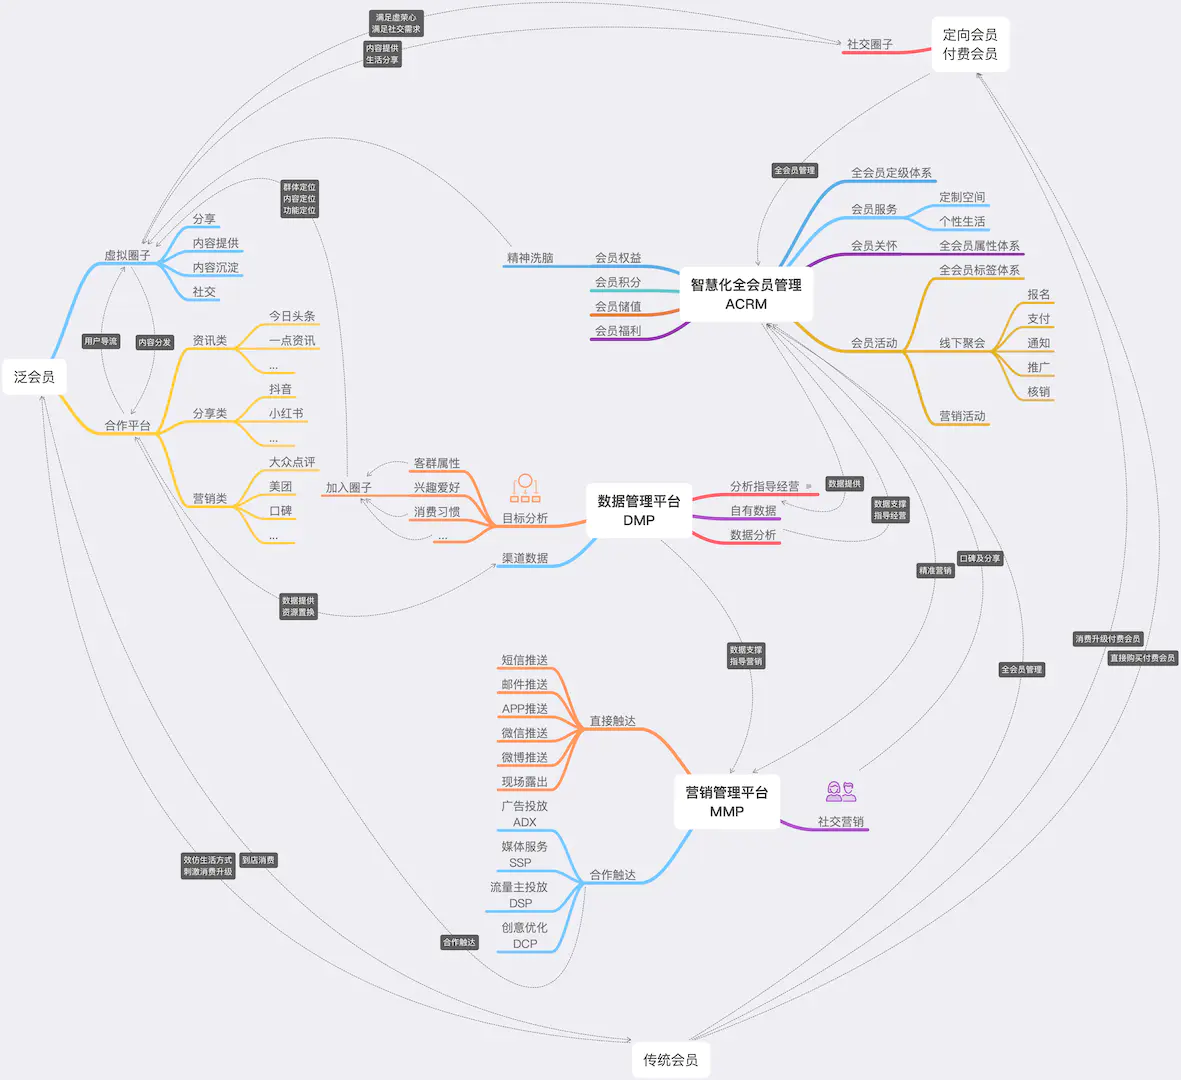 满足虚荣心
满足社交需求
内容提供
生活分享
社交圈子
定向会员
付费会员
全会员管理
群体定位
内容定位
功能定位
虚拟圈子
分享
内容提供
内容沉淀
社交
用户导流
内容分发
泛会员
合作平台
资讯类
今日头条
一点资讯
...
分享类
抖音
小红书
...
营销类
大众点评
美团
口碑
...
精神洗脑
会员权益
会员积分
会员储值
会员福利
智慧化全会员管理
ACRM
全会员定级体系
会员服务
定制空间
个性生活
会员关怀
全会员属性体系
会员活动
全会员标签体系
线下聚会
报名
支付
通知
推广
核销
营销活动
加入圈子
客群属性
兴趣爱好
消费习惯
...
目标分析
渠道数据
数据管理平台
DMP
分析指导经营
自有数据
数据分析
数据提供
数据支撑
指导经营
精准营销
口碑及分享
数据提供
资源置换
数据支撑
指导营销
消费升级付费会员
直接购买付费会员
全会员管理
短信推送
邮件推送
APP推送
微信推送
微博推送
现场露出
直接触达
营销管理平台
MMP
社交营销
广告投放
ADX
媒体服务
SSP
流量主投放
DSP
创意优化
DCP
合作触达
效仿生活方式
刺激消费升级
到店消费
合作触达
传统会员